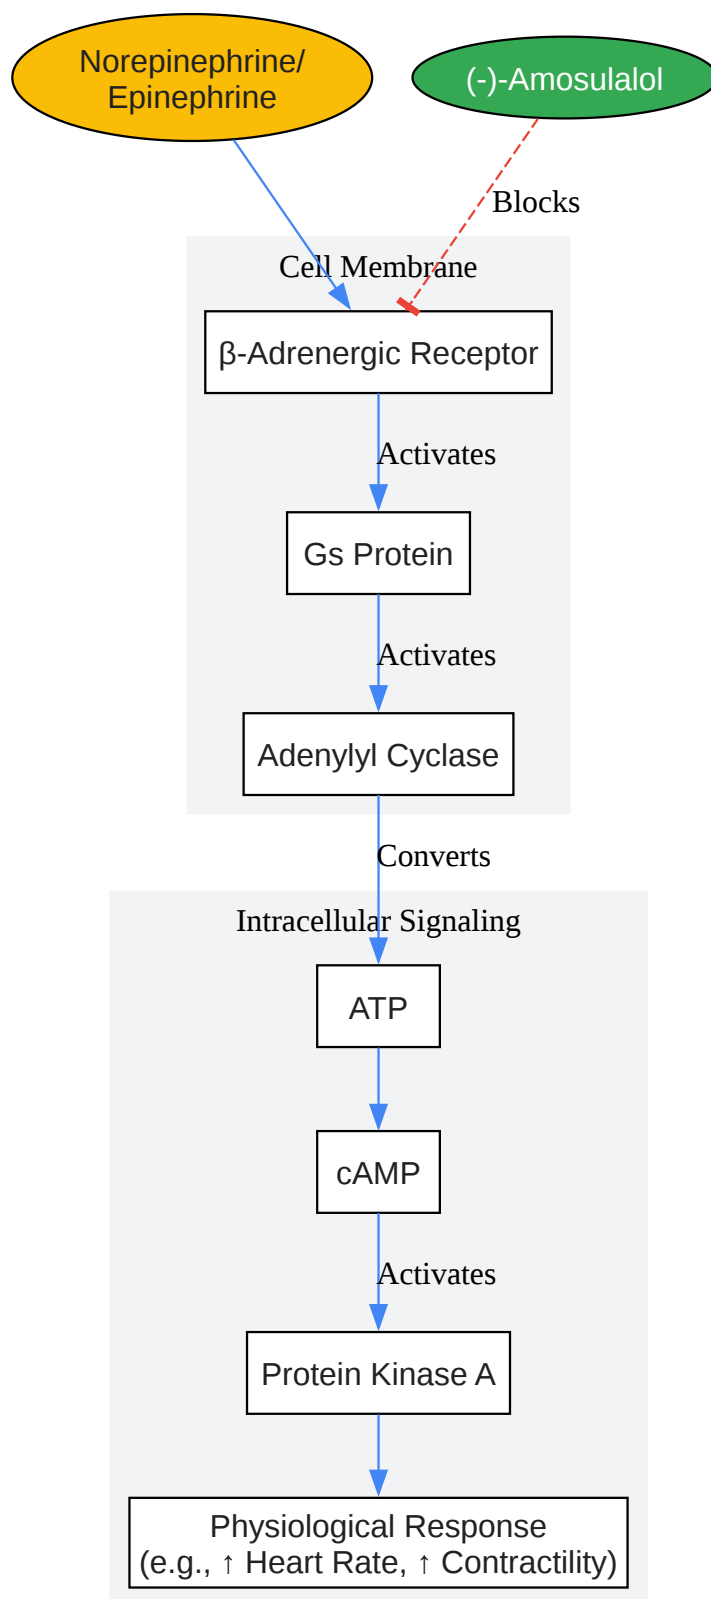 Norepinephrine/
Epinephrine
(-)-Amosulalol
Blocks
Cell Membrane
β-Adrenergic Receptor
Activates
Gs Protein
Activates
Adenylyl Cyclase
Converts
Intracellular Signaling
ATP
cAMP
Activates
Protein Kinase A
Physiological Response
(e.g., ↑ Heart Rate, ↑ Contractility)